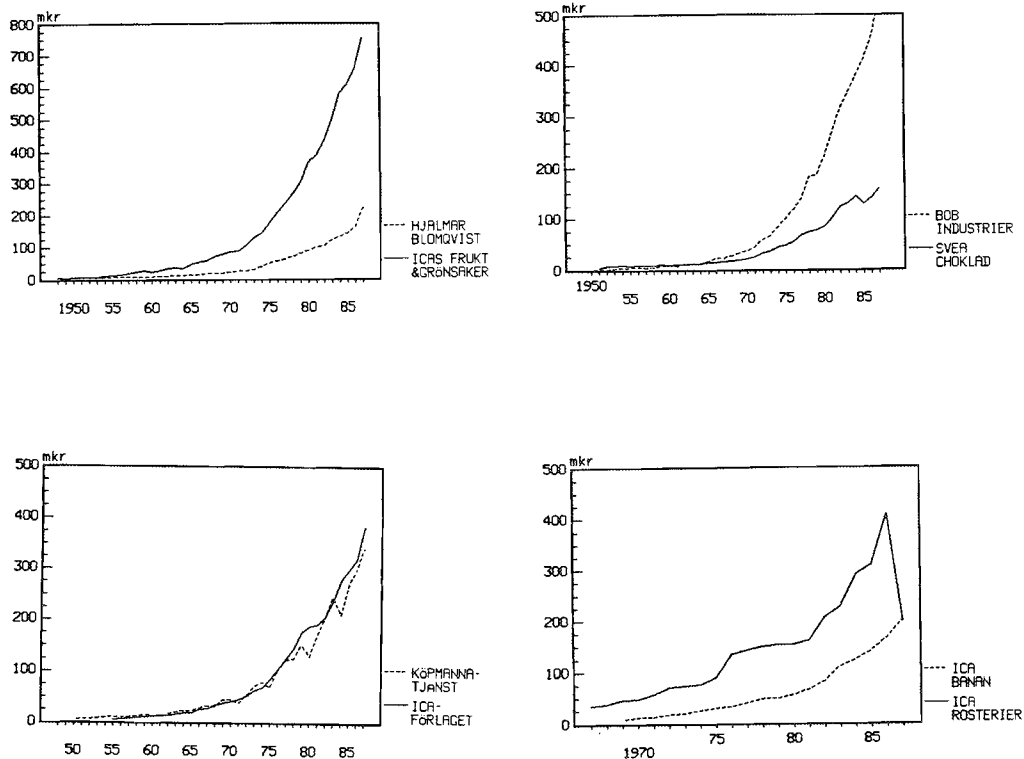 mkr
800
700
600
500
400
300
200
100
0
1950 55 60 65 70 75 80 85
HJALMAR
BLOMQVIST
ICAS FRUKT
&GRÖNSAKER
mkr
500
400
300
200
100
0
1950 55 60 65 70 75 80 85
BOB
INDUSTRIER
SVEA
CHOKLAD
mkr
500
400
300
200
100
0
50 55 60 65 70 75 80 85
KÖPMANNA-
TJANST
ICA-
FÖRLAGET
mkr
500
400
300
200
100
0
1970 75 80 85
ICA
BANAN
ICA
ROSTERIER